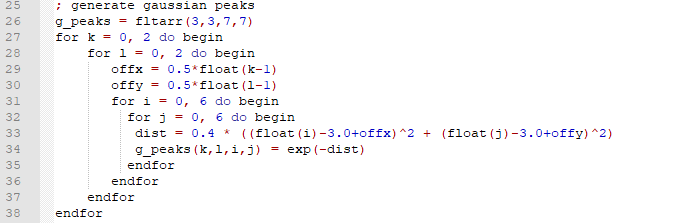 25 ; generate gaussian peaks
26 g_peaks = fltarr(3,3,7,7)
27 for k = 0, 2 do begin
28 for l = 0, 2 do begin
29 offx = 0.5*float(k-1)
30 offy = 0.5*float(l-1)
31 for i = 0, 6 do begin
32 for j = 0, 6 do begin
33 dist = 0.4 * ((float(i)-3.0+offx)^2 + (float(j)-3.0+offy)^2)
34 g_peaks(k,l,i,j) = exp(-dist)
35 endfor
36 endfor
37 endfor
38 endfor